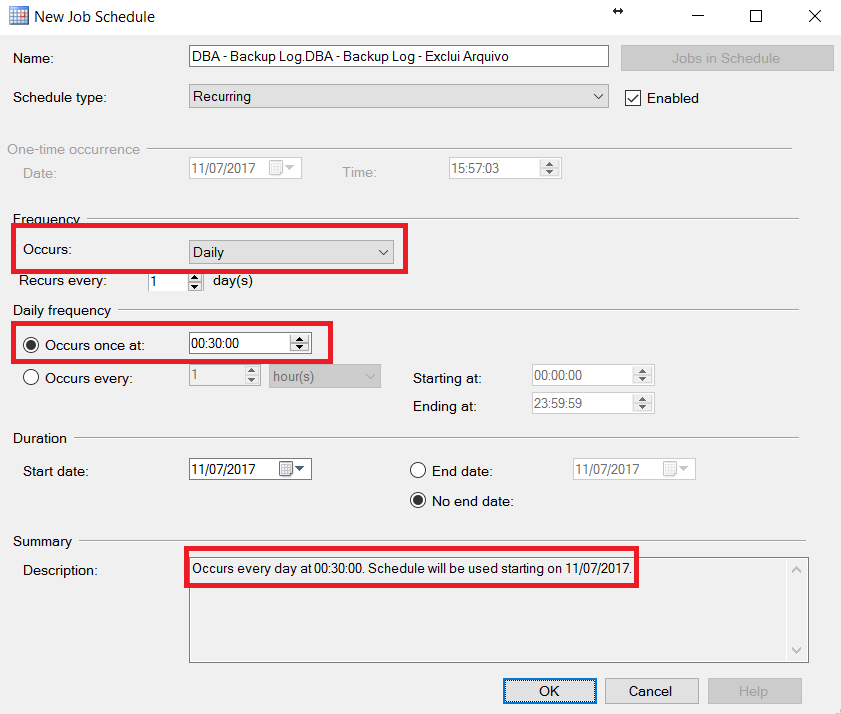 New Job Schedule
Name: DBA - Backup Log.DBA - Backup Log - Exclui Arquivo Jobs in Schedule
Schedule type: Recurring Enabled
One-time occurrence
Date: 11/07/2017 Time: 15:57:03
Frequency
Occurs: Daily
Recurs every: 1 day(s)
Daily frequency
Occurs once at: 00:30:00
Occurs every: 1 hour(s) Starting at: 00:00:00
Ending at: 23:59:59
Duration
Start date: 11/07/2017 End date: 11/07/2017
No end date:
Summary
Description: Occurs every day at 00:30:00. Schedule will be used starting on 11/07/2017.
OK Cancel Help